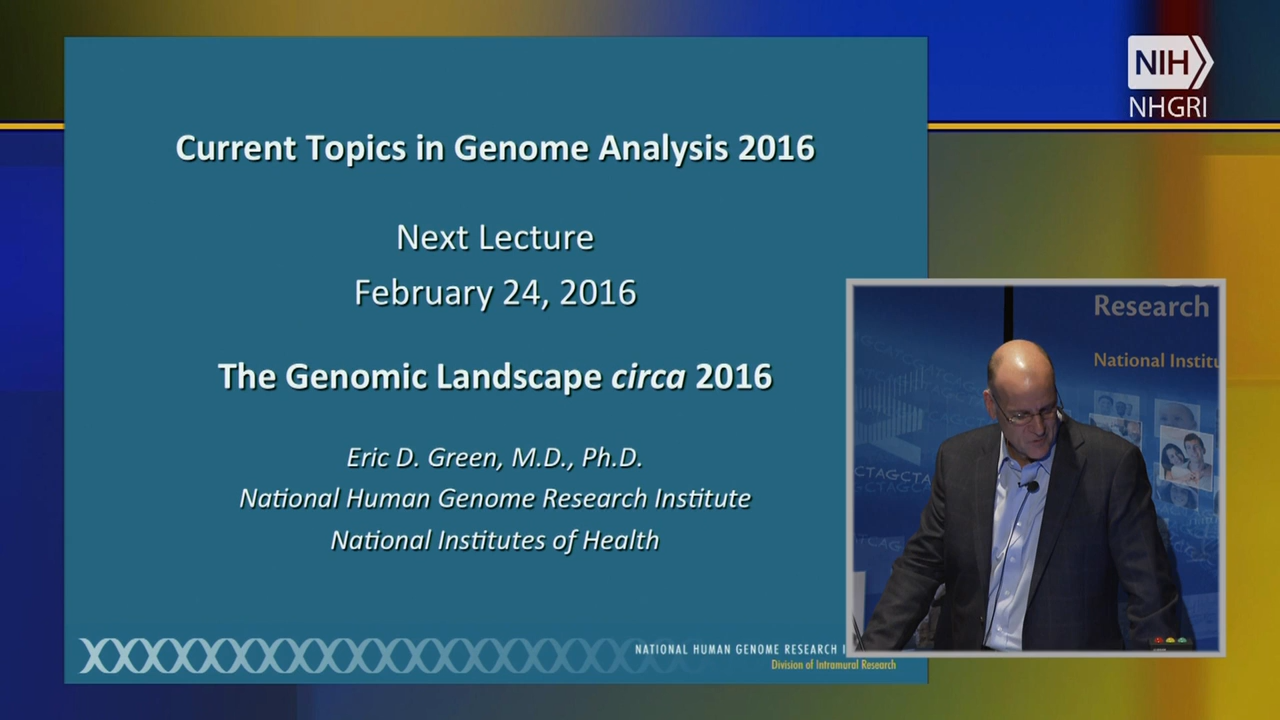 NIH
NHGRI
Current Topics in Genome Analysis 2016
Next Lecture
February 24, 2016
The Genomic Landscape circa 2016
Eric D. Green, M.D., Ph.D.
National Human Genome Research Institute
National Institutes of Health
NATIONAL HUMAN GENOME RESEARCH I
Division of Intramural Research
Research
National Institu
CTAGCTA